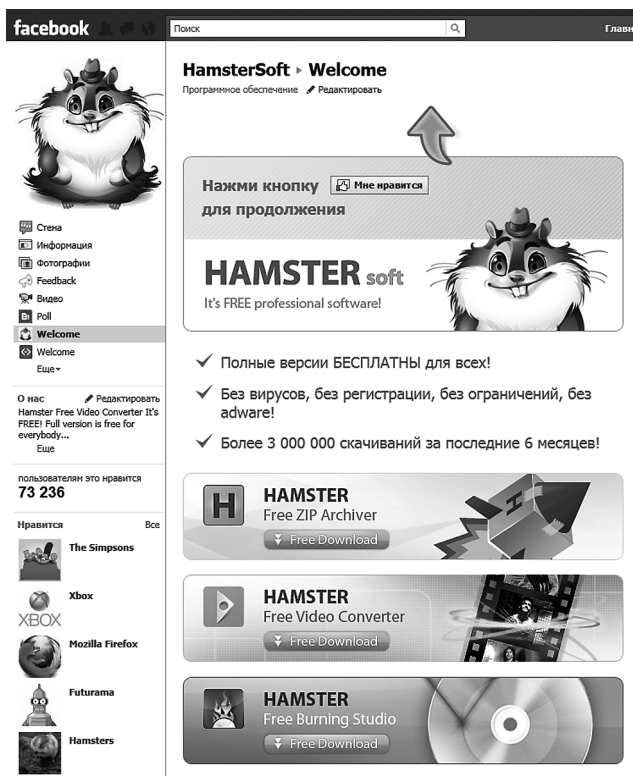 facebook
Поиск
Главн
HamsterSoft ▸ Welcome
Программное обеспечение Редактировать
Нажми кнопку Мне нравится
для продолжения
HAMSTER soft
It's FREE professional software!
Стена
Информация
Фотографии
Feedback
Видео
Poll
Welcome
Welcome
Еще
О нас Редактировать
Hamster Free Video Converter It's
FREE! Full version is free for
everybody...
Еще
пользователям это нравится
73 236
Нравится Все
The Simpsons
Xbox
XBOX
Mozilla Firefox
Futurama
Hamsters
Полные версии БЕСПЛАТНЫ для всех!
Без вирусов, без регистрации, без ограничений, без
adware!
Более 3 000 000 скачиваний за последние 6 месяцев!
H
HAMSTER
Free ZIP Archiver
Free Download
H
HAMSTER
Free Video Converter
Free Download
HAMSTER
Free Burning Studio
Free Download